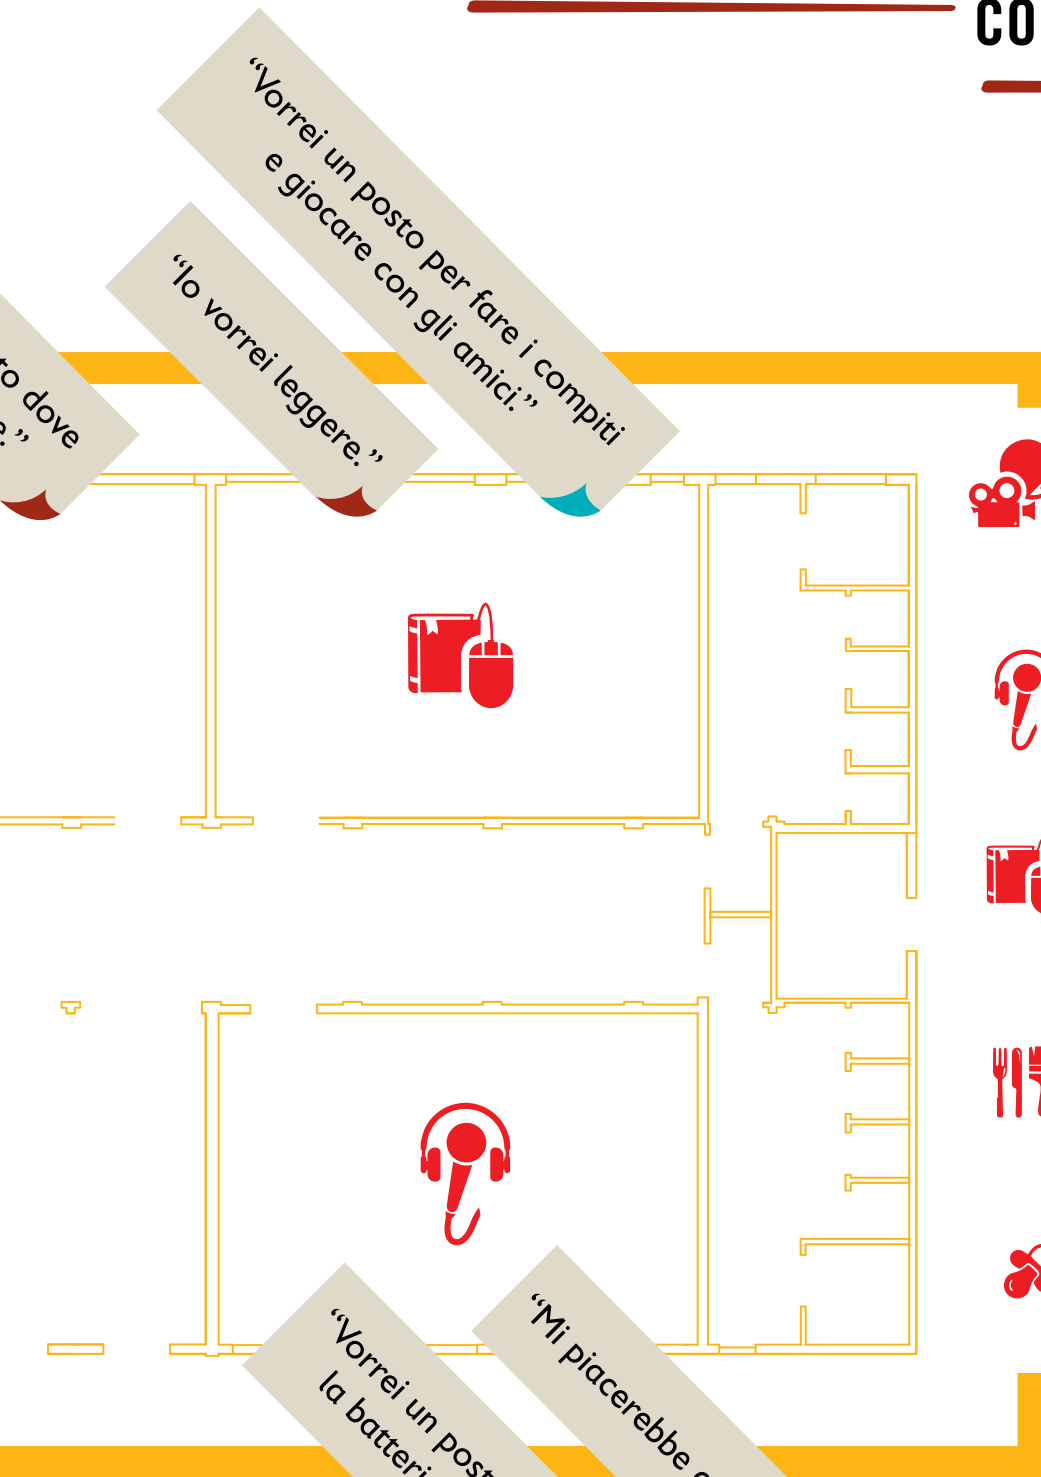 CO
“Vorrei un posto per fare i compiti
e giocare con gli amici.”
“Io vorrei leggere.”
to dove
e.”
“Vorrei un post
la batteri
“Mi piacerebbe